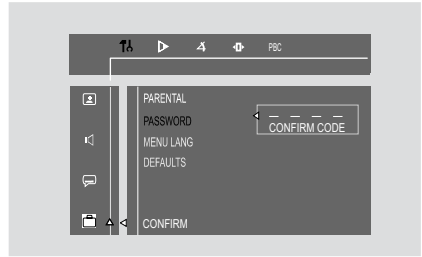 PBC
PARENTAL
PASSWORD
_ _ _ _
CONFIRM CODE
MENU LANG
DEFAULTS
CONFIRM